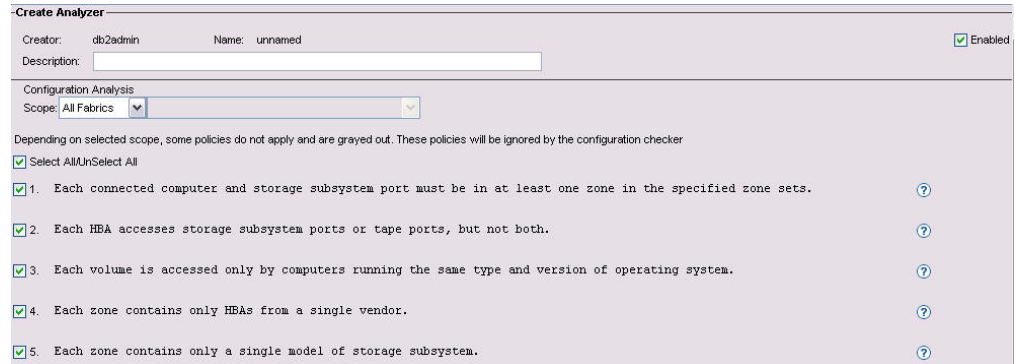 Create Analyzer
Creator: db2admin Name: unnamed Enabled
Description:
Configuration Analysis
Scope: All Fabrics
Depending on selected scope, some policies do not apply and are grayed out. These policies will be ignored by the configuration checker
Select All/UnSelect All
1. Each connected computer and storage subsystem port must be in at least one zone in the specified zone sets. ?
2. Each HBA accesses storage subsystem ports or tape ports, but not both. ?
3. Each volume is accessed only by computers running the same type and version of operating system. ?
4. Each zone contains only HBAs from a single vendor. ?
5. Each zone contains only a single model of storage subsystem. ?